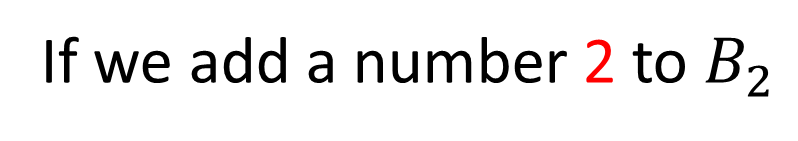 If we add a number 2 to B₂